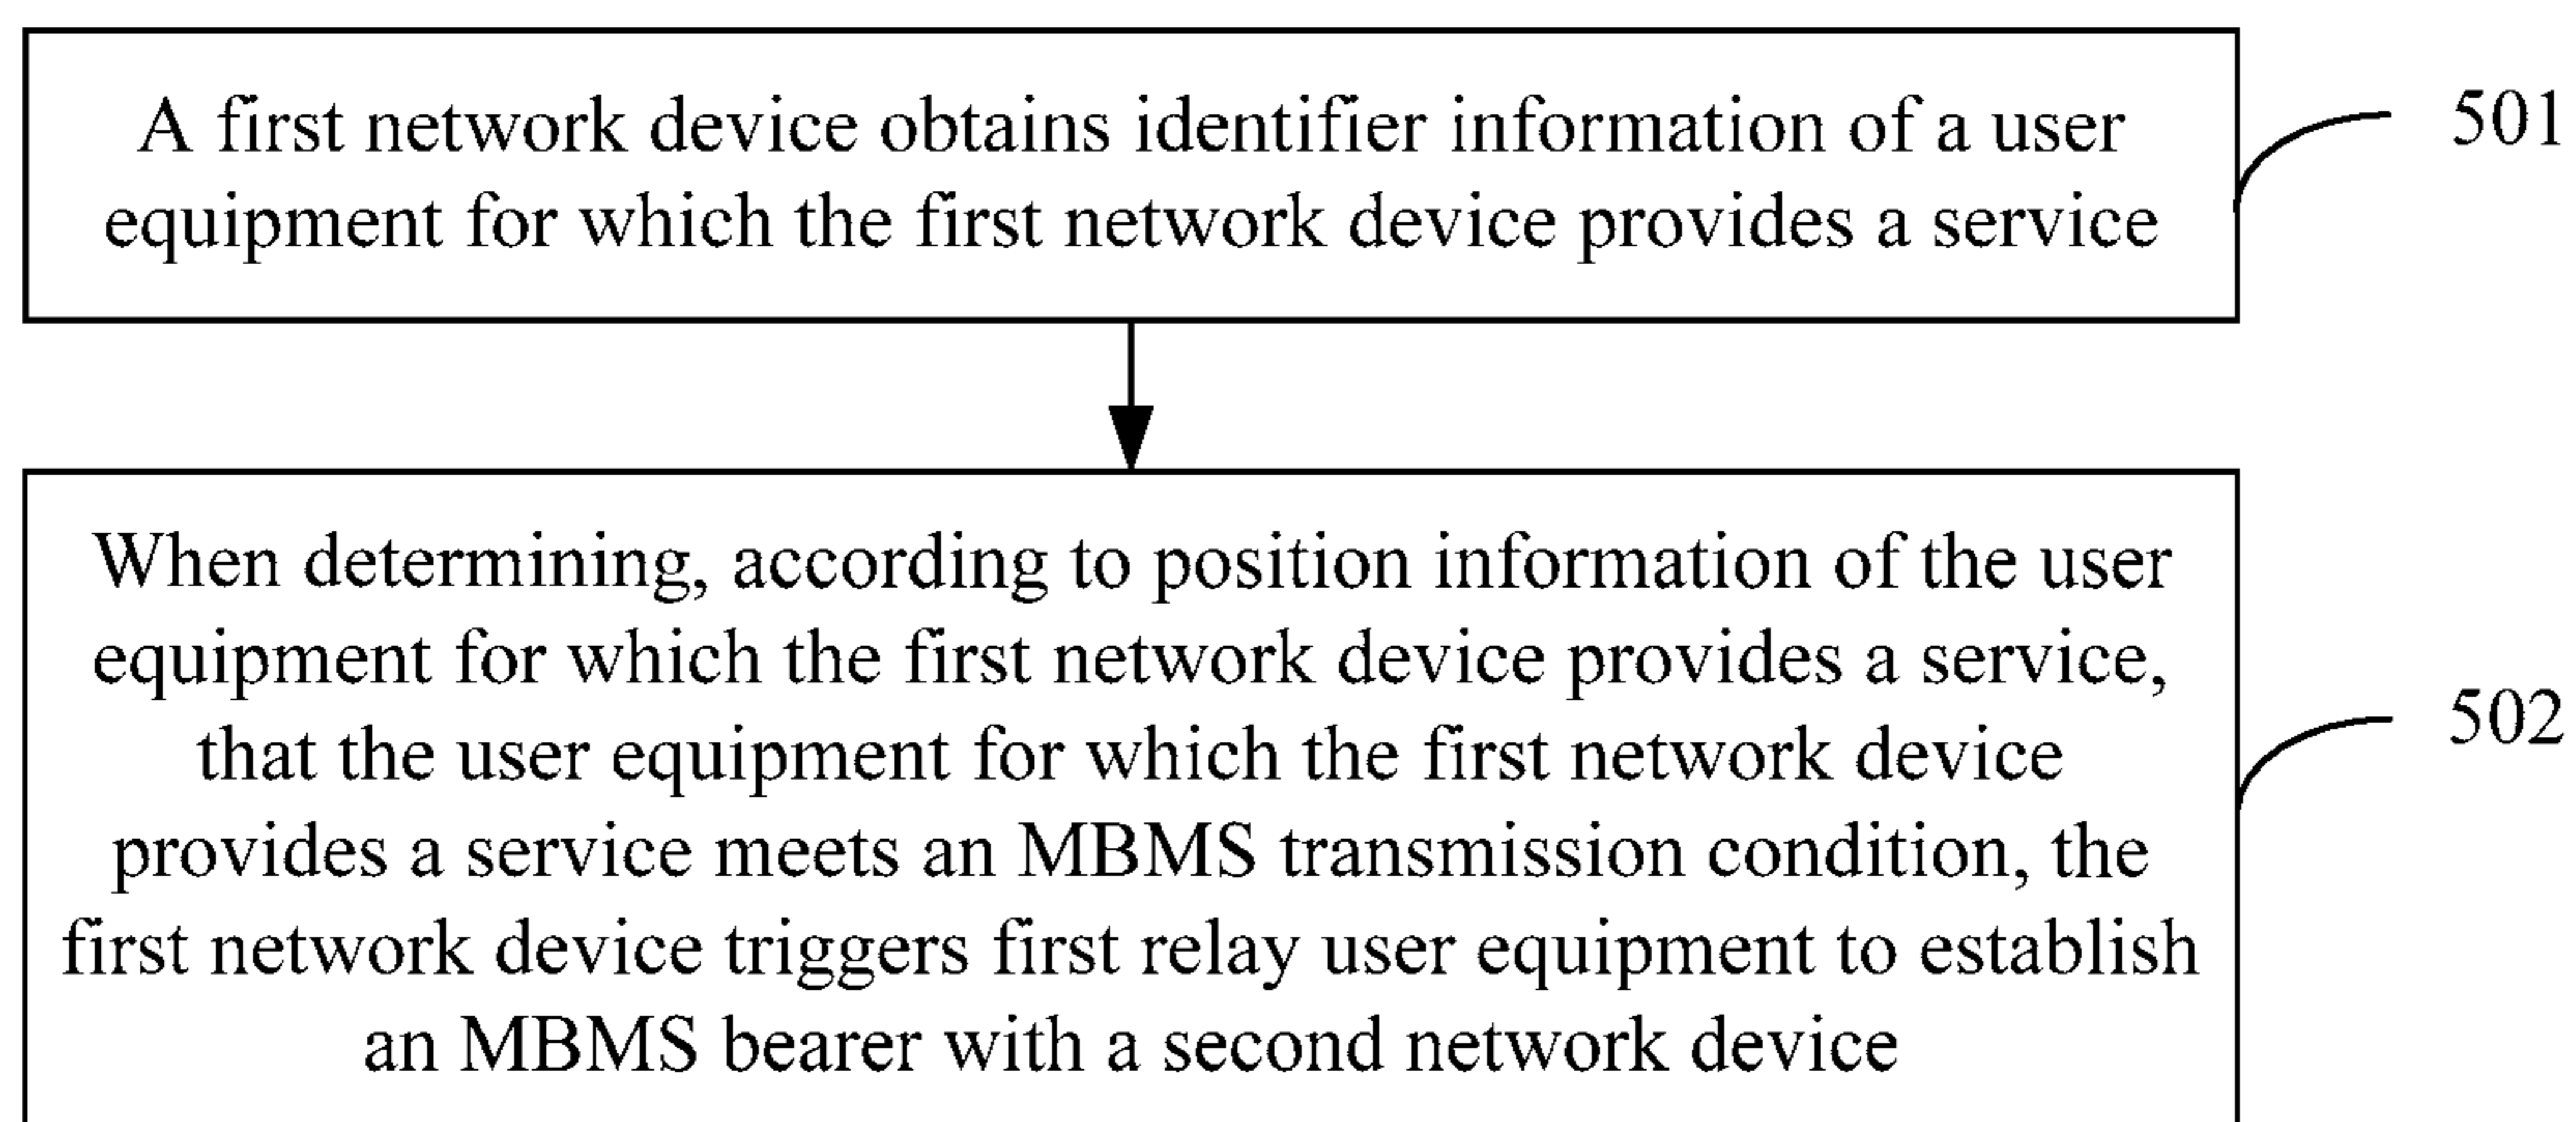 A first network device obtains identifier information of a user
equipment for which the first network device provides a service
501
When determining, according to position information of the user
equipment for which the first network device provides a service,
that the user equipment for which the first network device
provides a service meets an MBMS transmission condition, the
first network device triggers first relay user equipment to establish
an MBMS bearer with a second network device
502